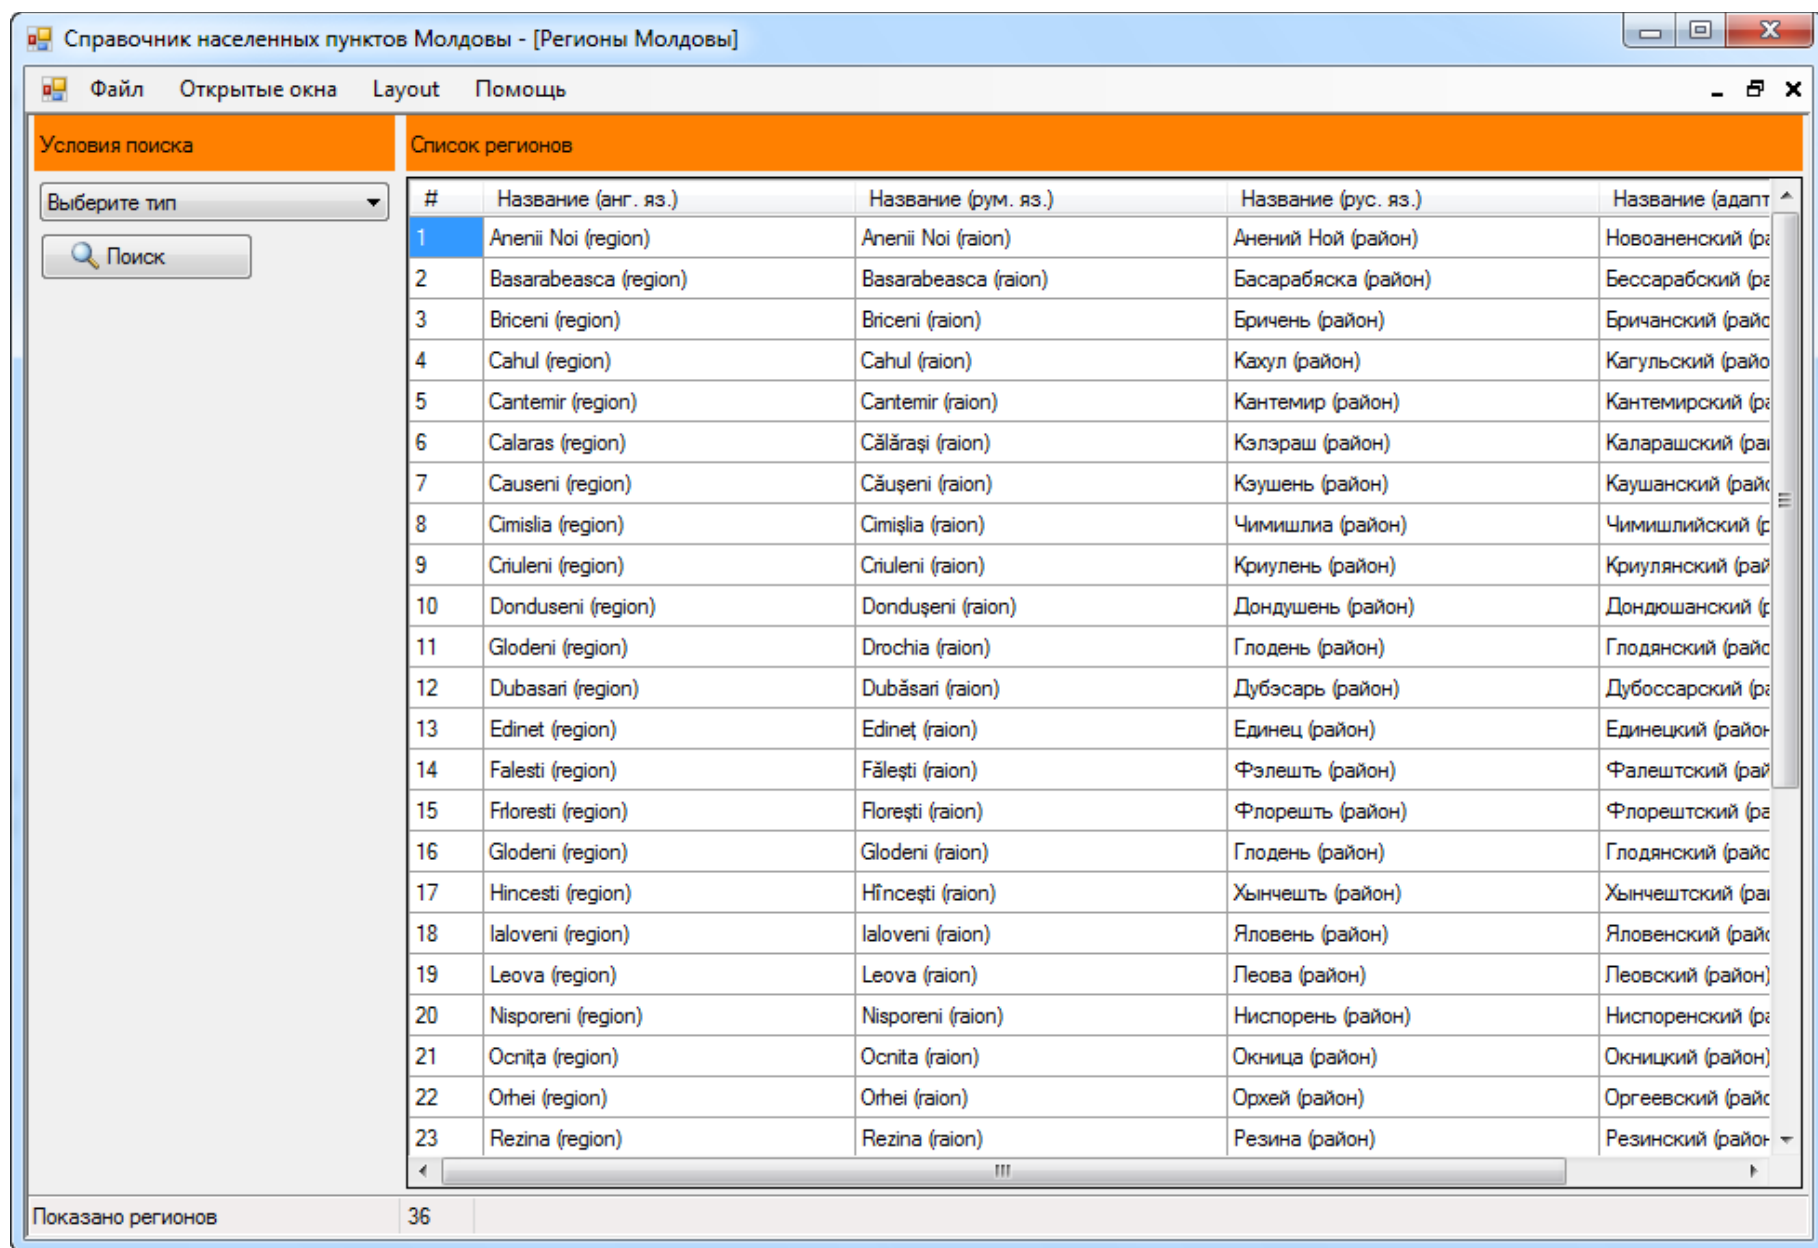 Справочник населенных пунктов Молдовы - [Регионы Молдовы]
Файл Открытые окна Layout Помощь
Условия поиска
Выберите тип
Поиск
Список регионов
# Название (анг. яз.) Название (рум. яз.) Название (рус. яз.) Название (адапт
1 Anenii Noi (region) Anenii Noi (raion) Анений Ной (район) Новоаненский (ра
2 Basarabeasca (region) Basarabeasca (raion) Басарабяска (район) Бессарабский (ра
3 Briceni (region) Briceni (raion) Бричень (район) Бричанский (райо
4 Cahul (region) Cahul (raion) Кахул (район) Кагульский (райо
5 Cantemir (region) Cantemir (raion) Кантемир (район) Кантемирский (ра
6 Calaras (region) Călăraşi (raion) Кэлэраш (район) Каларашский (рай
7 Causeni (region) Căuşeni (raion) Кэушень (район) Каушанский (райо
8 Cimislia (region) Cimişlia (raion) Чимишлиа (район) Чимишлийский (р
9 Criuleni (region) Criuleni (raion) Криулень (район) Криулянский (рай
10 Donduseni (region) Donduşeni (raion) Дондушень (район) Дондюшанский (р
11 Glodeni (region) Drochia (raion) Глодень (район) Глодянский (райо
12 Dubasari (region) Dubăsari (raion) Дубэсарь (район) Дубоссарский (ра
13 Edinet (region) Edineţ (raion) Единец (район) Единецкий (район
14 Falesti (region) Făleşti (raion) Фэлешть (район) Фалештский (рай
15 Frloresti (region) Floreşti (raion) Флорешть (район) Флорештский (ра
16 Glodeni (region) Glodeni (raion) Глодень (район) Глодянский (райо
17 Hincesti (region) Hînceşti (raion) Хынчешть (район) Хынчештский (рай
18 Ialoveni (region) Ialoveni (raion) Яловень (район) Яловенский (райо
19 Leova (region) Leova (raion) Леова (район) Леовский (район)
20 Nisporeni (region) Nisporeni (raion) Ниспорень (район) Ниспоренский (ра
21 Ocniţa (region) Ocnita (raion) Окница (район) Окницкий (район)
22 Orhei (region) Orhei (raion) Орхей (район) Оргеевский (райо
23 Rezina (region) Rezina (raion) Резина (район) Резинский (район
Показано регионов 36